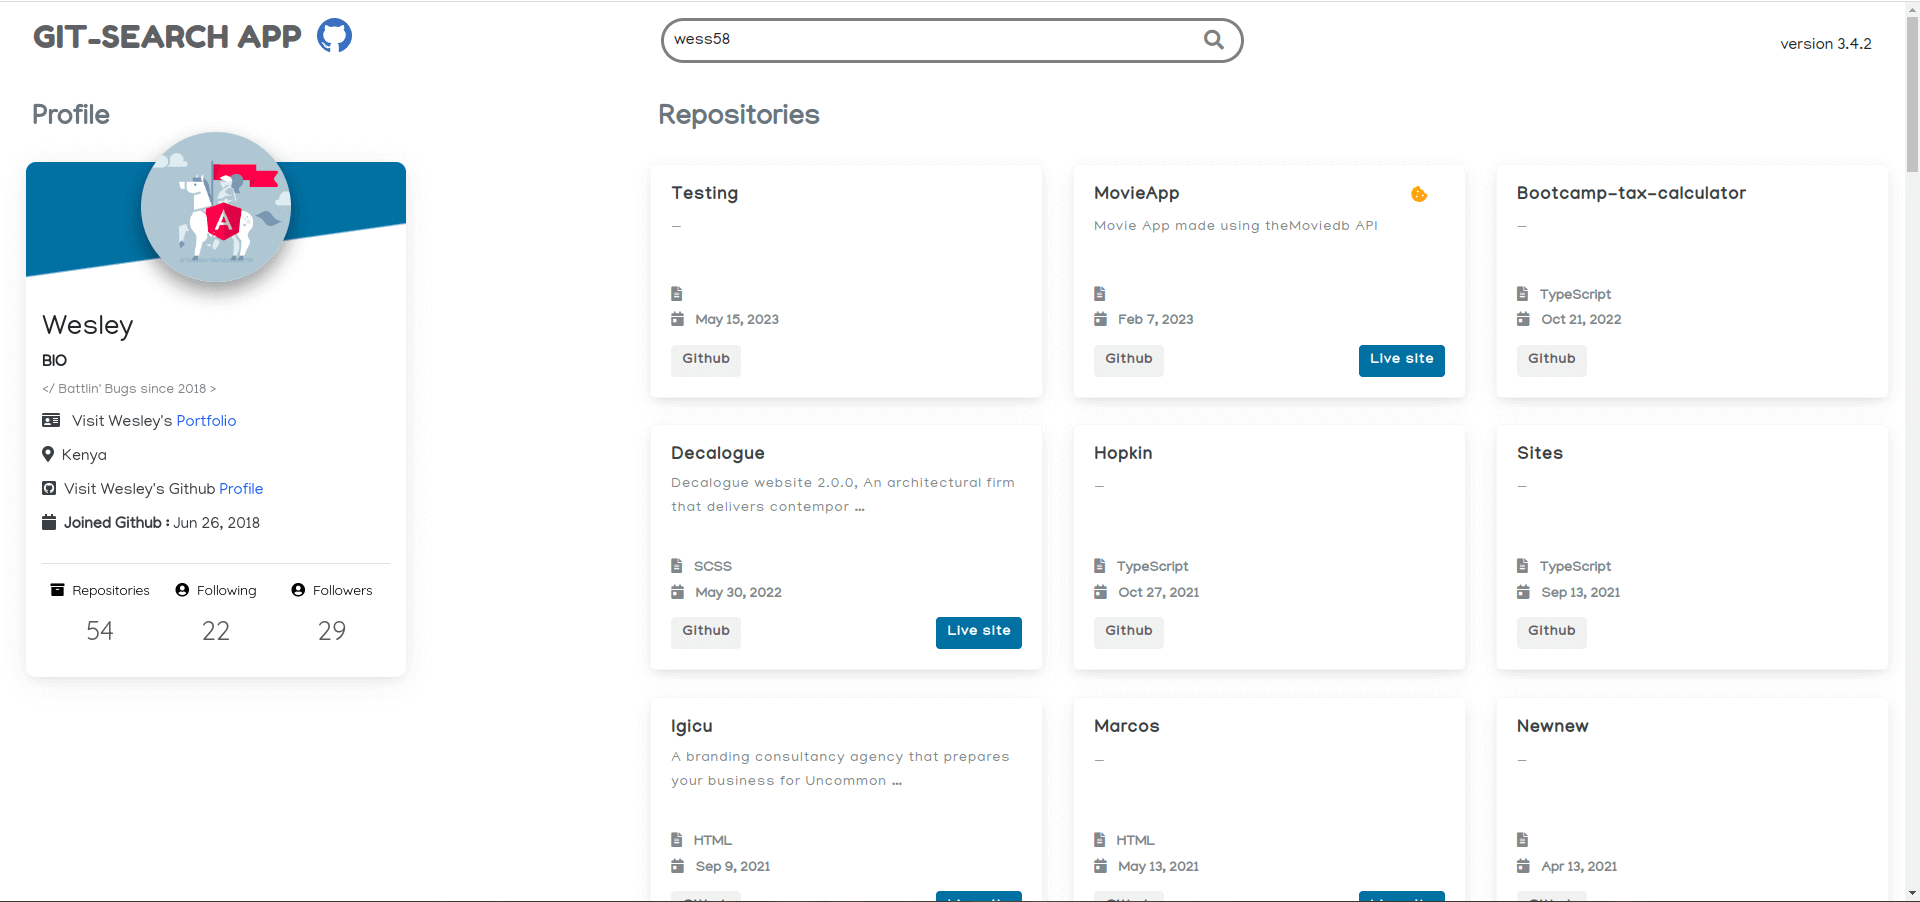 GIT-SEARCH APP
wess58
version 3.4.2
Profile
A
Wesley
BIO
</ Battlin' Bugs since 2018 >
Visit Wesley's Portfolio
Kenya
Visit Wesley's Github Profile
Joined Github : Jun 26, 2018
Repositories Following Followers
54 22 29
Repositories
Testing
–
May 15, 2023
Github
MovieApp
Movie App made using theMoviedb API
Feb 7, 2023
Github Live site
Bootcamp-tax-calculator
–
TypeScript
Oct 21, 2022
Github
Decalogue
Decalogue website 2.0.0, An architectural firm
that delivers contempor ...
SCSS
May 30, 2022
Github Live site
Hopkin
–
TypeScript
Oct 27, 2021
Github
Sites
–
TypeScript
Sep 13, 2021
Github
Igicu
A branding consultancy agency that prepares
your business for Uncommon ...
HTML
Sep 9, 2021
Marcos
–
HTML
May 13, 2021
Newnew
–
Apr 13, 2021